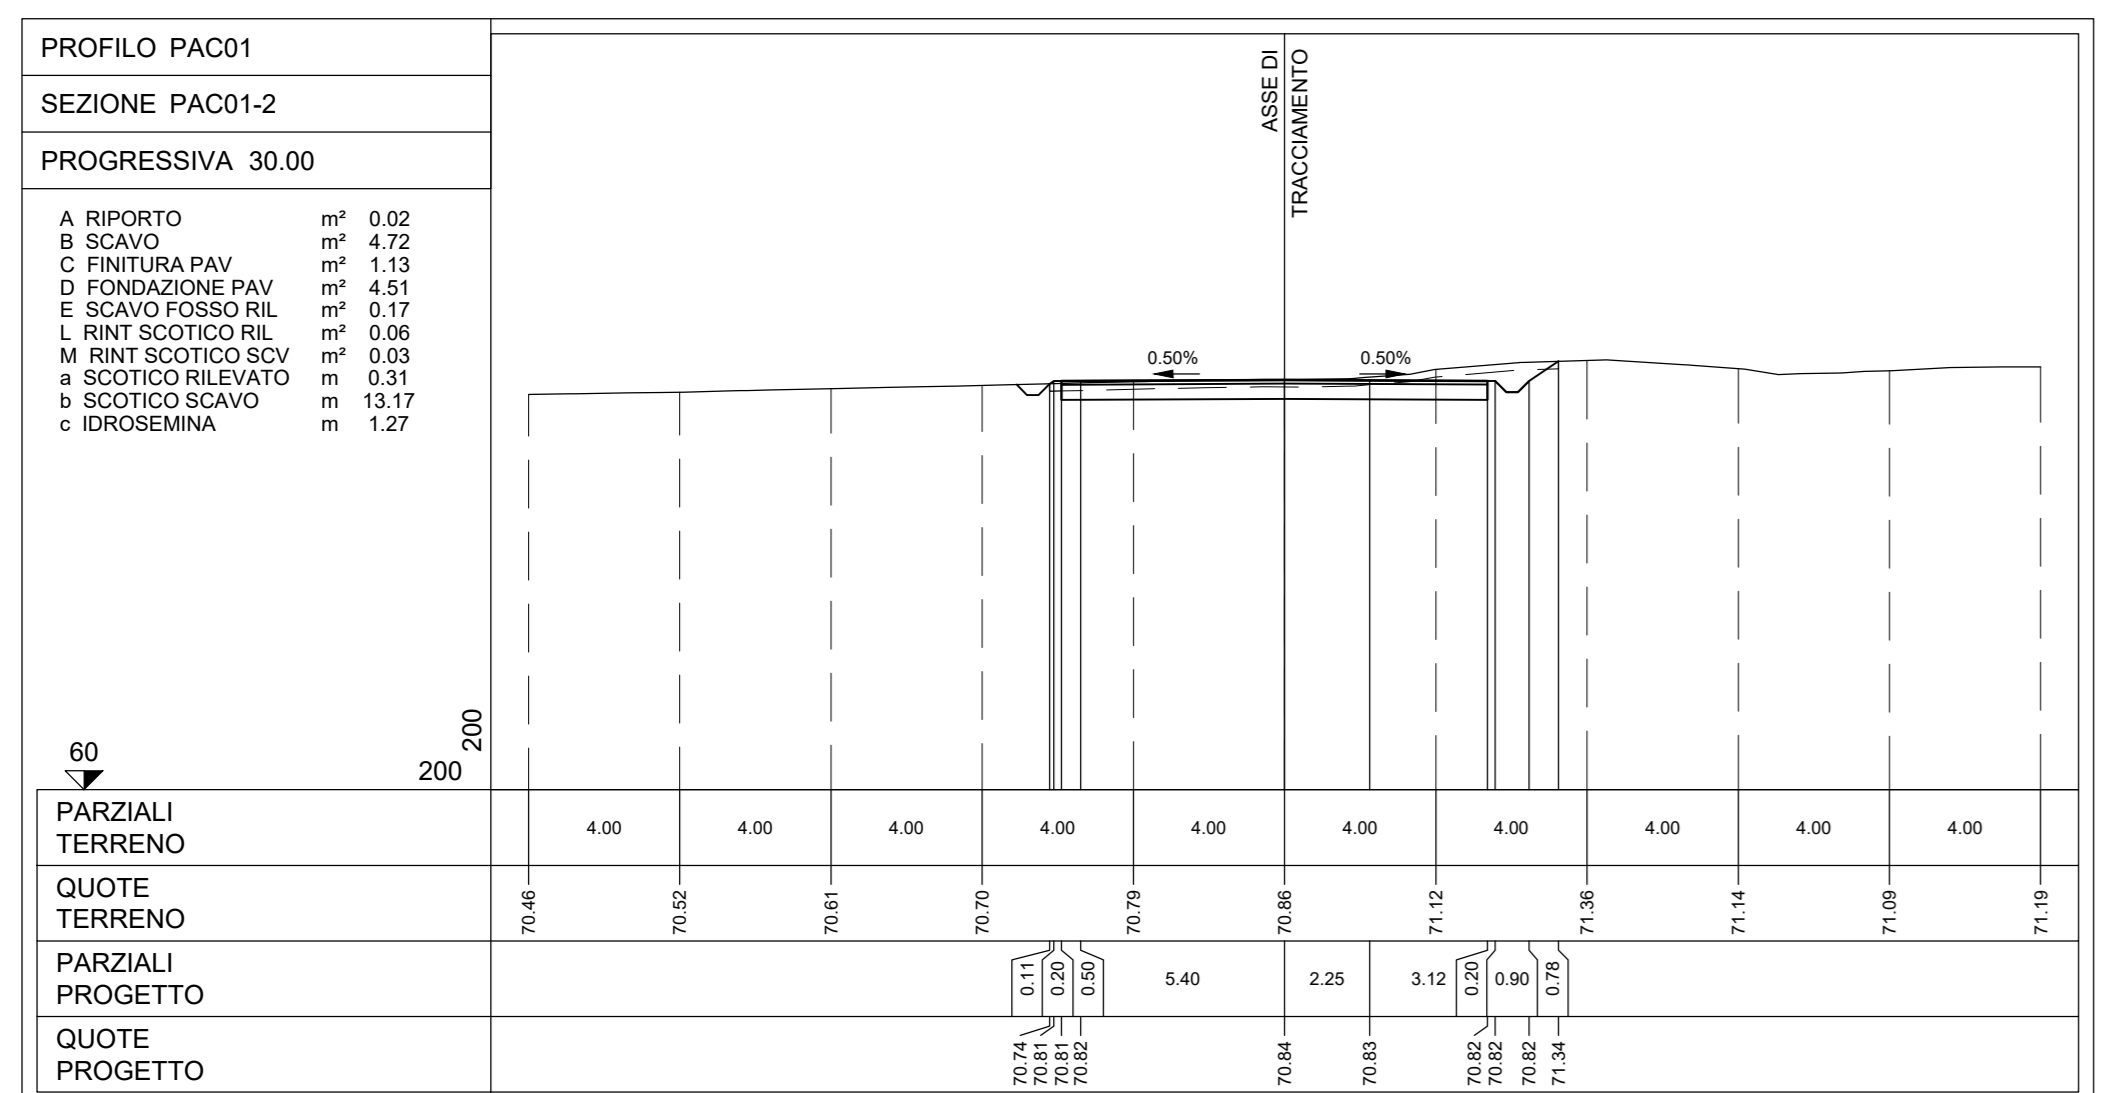 PROFILO PAC01
SEZIONE PAC01-2
PROGRESSIVA 30.00
A RIPORTO m² 0.02
B SCAVO m² 4.72
C FINITURA PAV m² 1.13
D FONDAZIONE PAV m² 4.51
E SCAVO FOSSO RIL m² 0.17
L RINT SCOTICO RIL m² 0.06
M RINT SCOTICO SCV m² 0.03
a SCOTICO RILEVATO m 0.31
b SCOTICO SCAVO m 13.17
c IDROSEMINA m 1.27
ASSE DI
TRACCIAMENTO
0.50% 0.50%
60
200
200
PARZIALI
TERRENO
4.00 4.00 4.00 4.00 4.00 4.00 4.00 4.00 4.00 4.00
QUOTE
TERRENO
70.46 70.52 70.61 70.70 70.79 70.86 71.12 71.36 71.14 71.09 71.19
PARZIALI
PROGETTO
0.11 0.20 0.50 5.40 2.25 3.12 0.20 0.90 0.78
QUOTE
PROGETTO
70.74 70.81 70.81 70.82 70.84 70.83 70.82 70.82 70.82 71.34